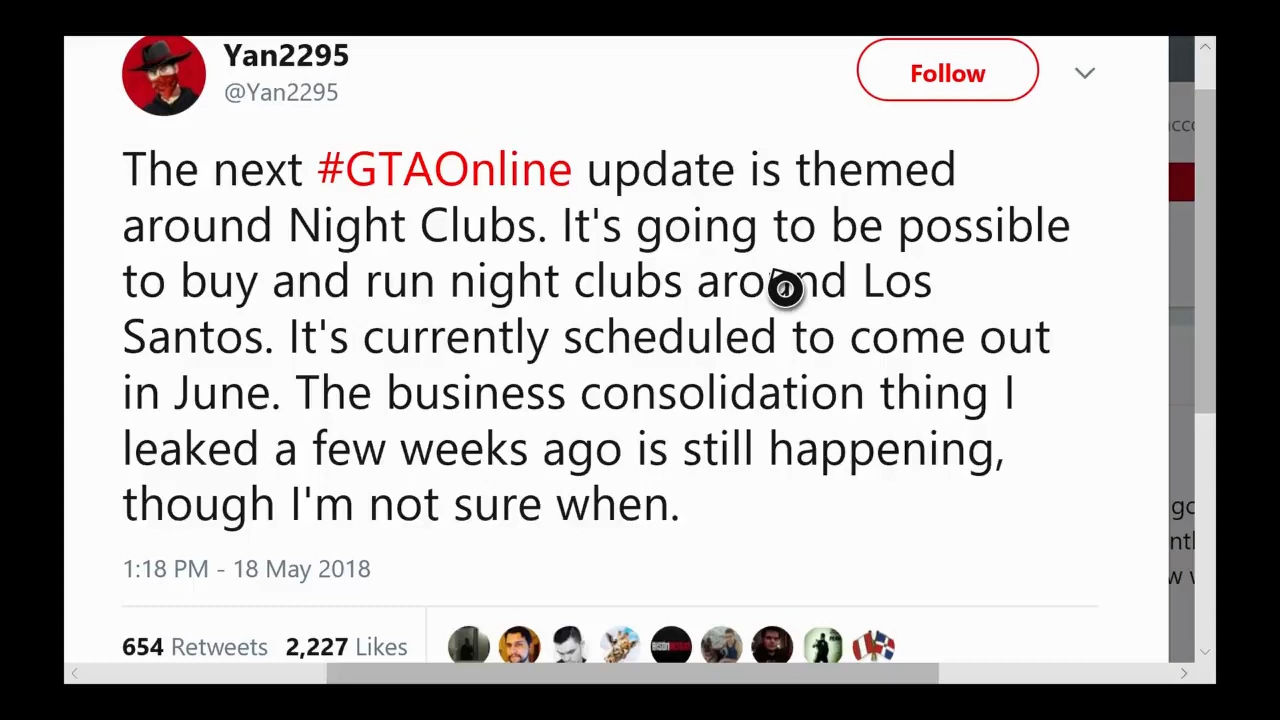 Yan2295
@Yan2295
Follow
The next #GTAOnline update is themed
around Night Clubs. It's going to be possible
to buy and run night clubs around Los
Santos. It's currently scheduled to come out
in June. The business consolidation thing I
leaked a few weeks ago is still happening,
though I'm not sure when.
1:18 PM - 18 May 2018
654 Retweets 2,227 Likes